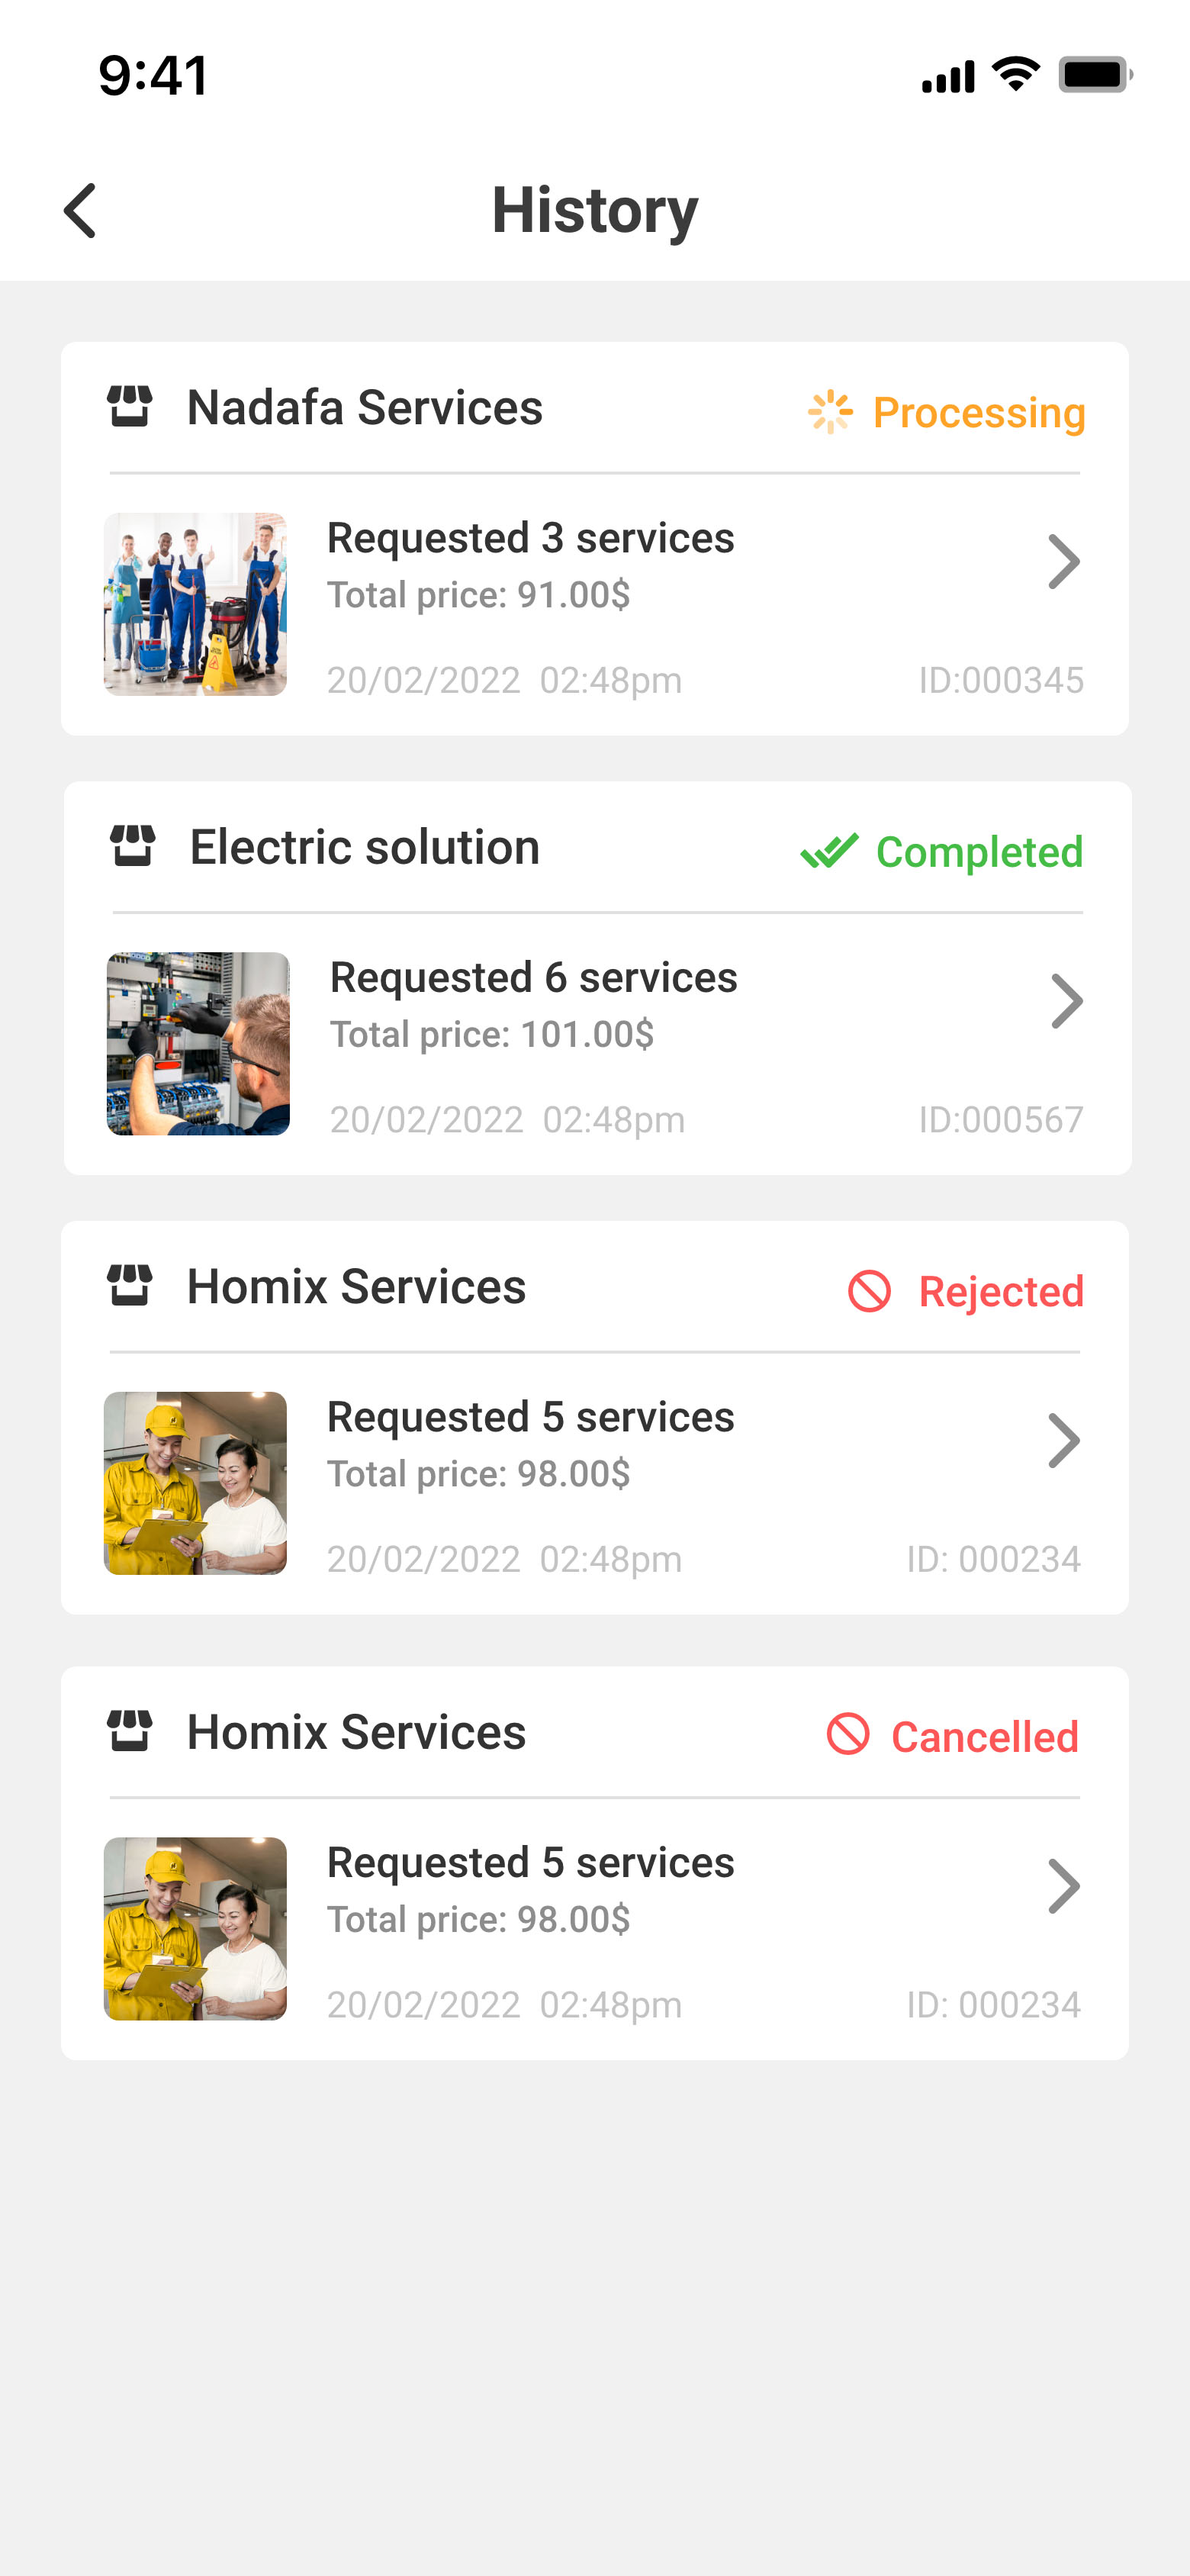 9:41
History
Nadafa Services
Processing
Requested 3 services
Total price: 91.00$
20/02/2022 02:48pm
ID:000345
Electric solution
Completed
Requested 6 services
Total price: 101.00$
20/02/2022 02:48pm
ID:000567
Homix Services
Rejected
Requested 5 services
Total price: 98.00$
20/02/2022 02:48pm
ID: 000234
Homix Services
Cancelled
Requested 5 services
Total price: 98.00$
20/02/2022 02:48pm
ID: 000234